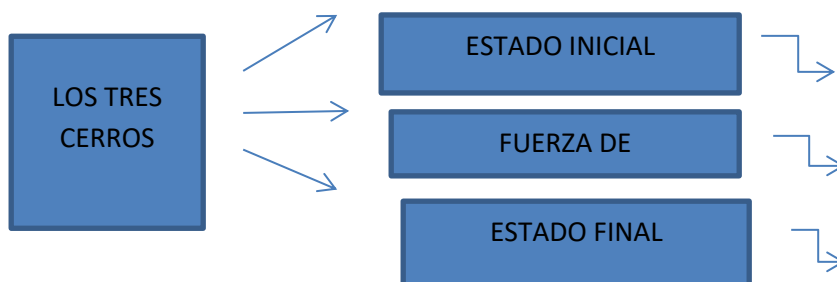 LOS TRES
CERROS
ESTADO INICIAL
FUERZA DE
ESTADO FINAL